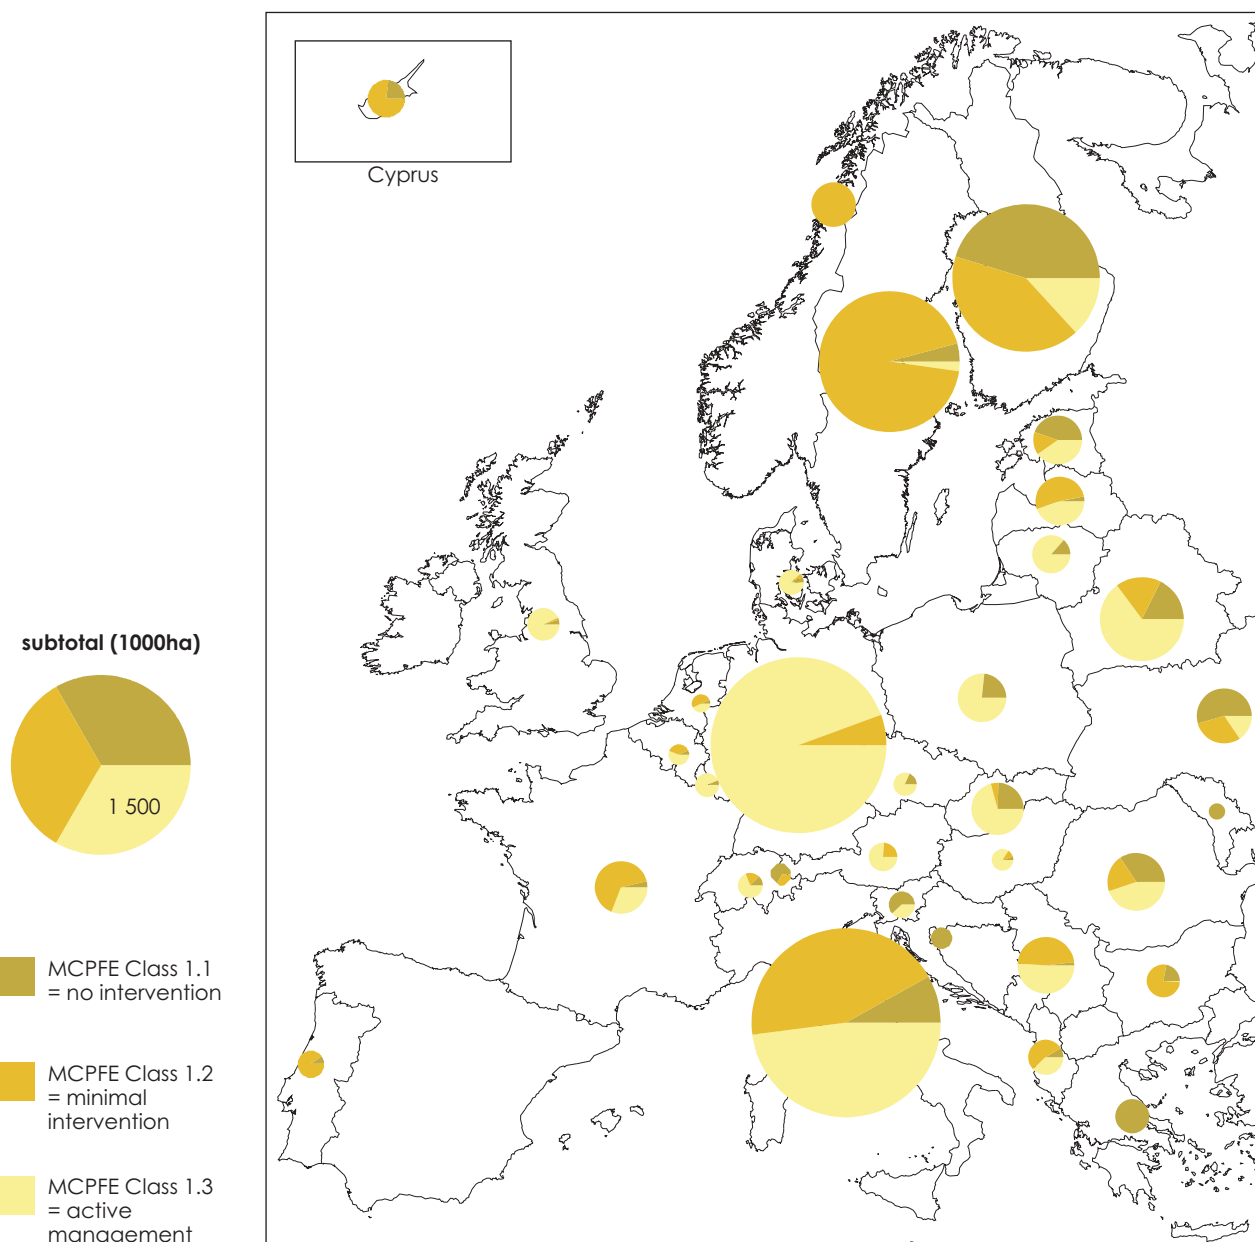 Cyprus
subtotal (1000ha)
1 500
MCPFE Class 1.1
= no intervention
MCPFE Class 1.2
= minimal
intervention
MCPFE Class 1.3
= active
management